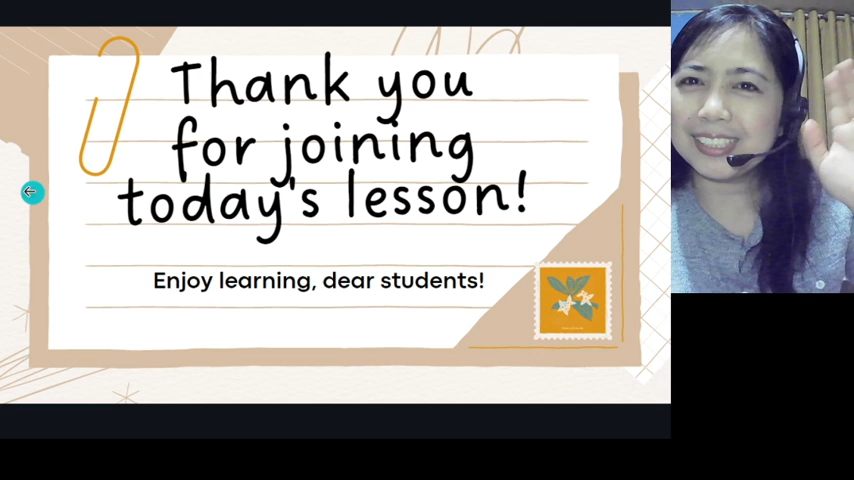 Thank you
for joining
today's lesson!
Enjoy learning, dear students!